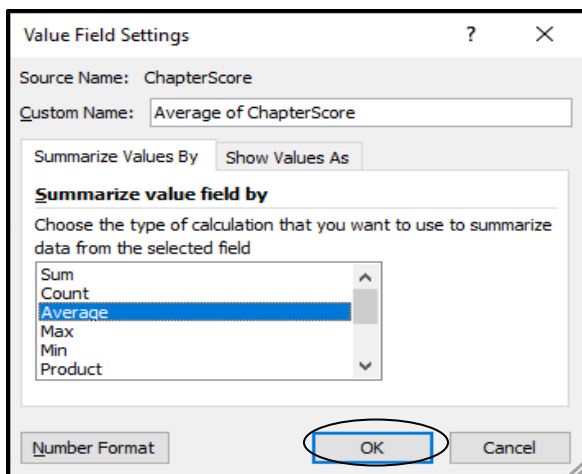 Value Field Settings ? ×
Source Name: ChapterScore
Custom Name: Average of ChapterScore
Summarize Values By Show Values As
Summarize value field by
Choose the type of calculation that you want to use to summarize
data from the selected field
Sum
Count
Average
Max
Min
Product
Number Format OK Cancel